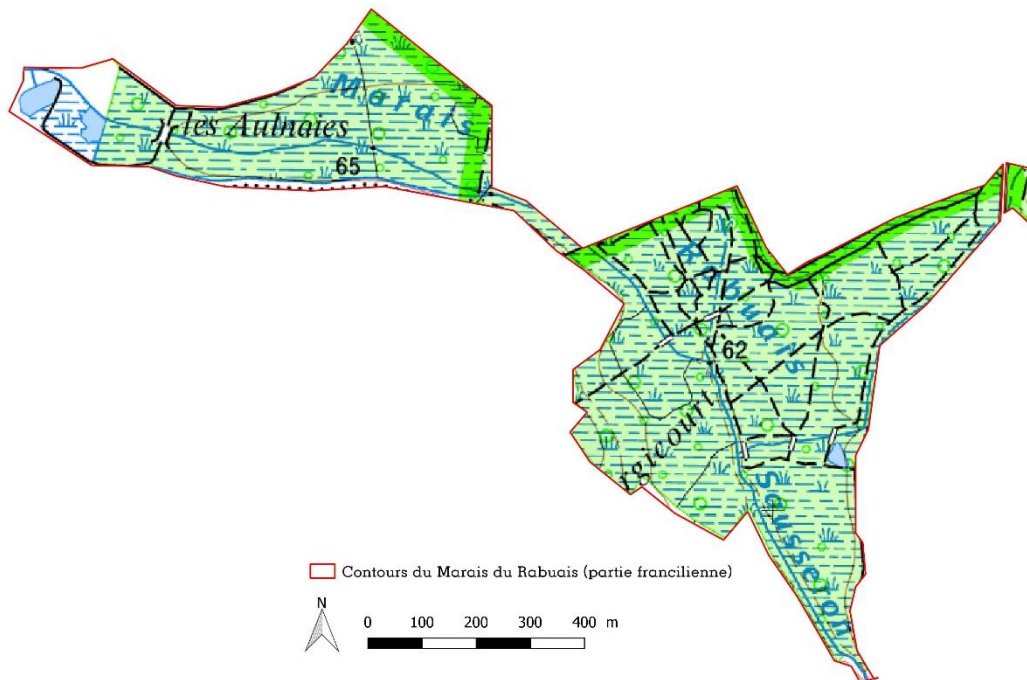 Marais
les Aulnaies
65
Rabuais
62
rgicourt
Sausseron
Contours du Marais du Rabuais (partie francilienne)
N
0 100 200 300 400 m